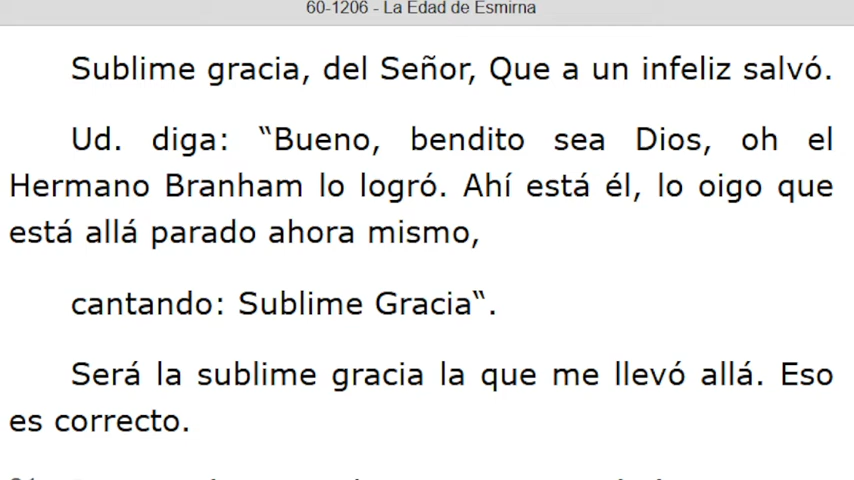 60-1206 - La Edad de Esmirna
Sublime gracia, del Señor, Que a un infeliz salvó.
Ud. diga: ‟Bueno, bendito sea Dios, oh el
Hermano Branham lo logró. Ahí está él, lo oigo que
está allá parado ahora mismo,
cantando: Sublime Gracia‟.
Será la sublime gracia la que me llevó allá. Eso
es correcto.